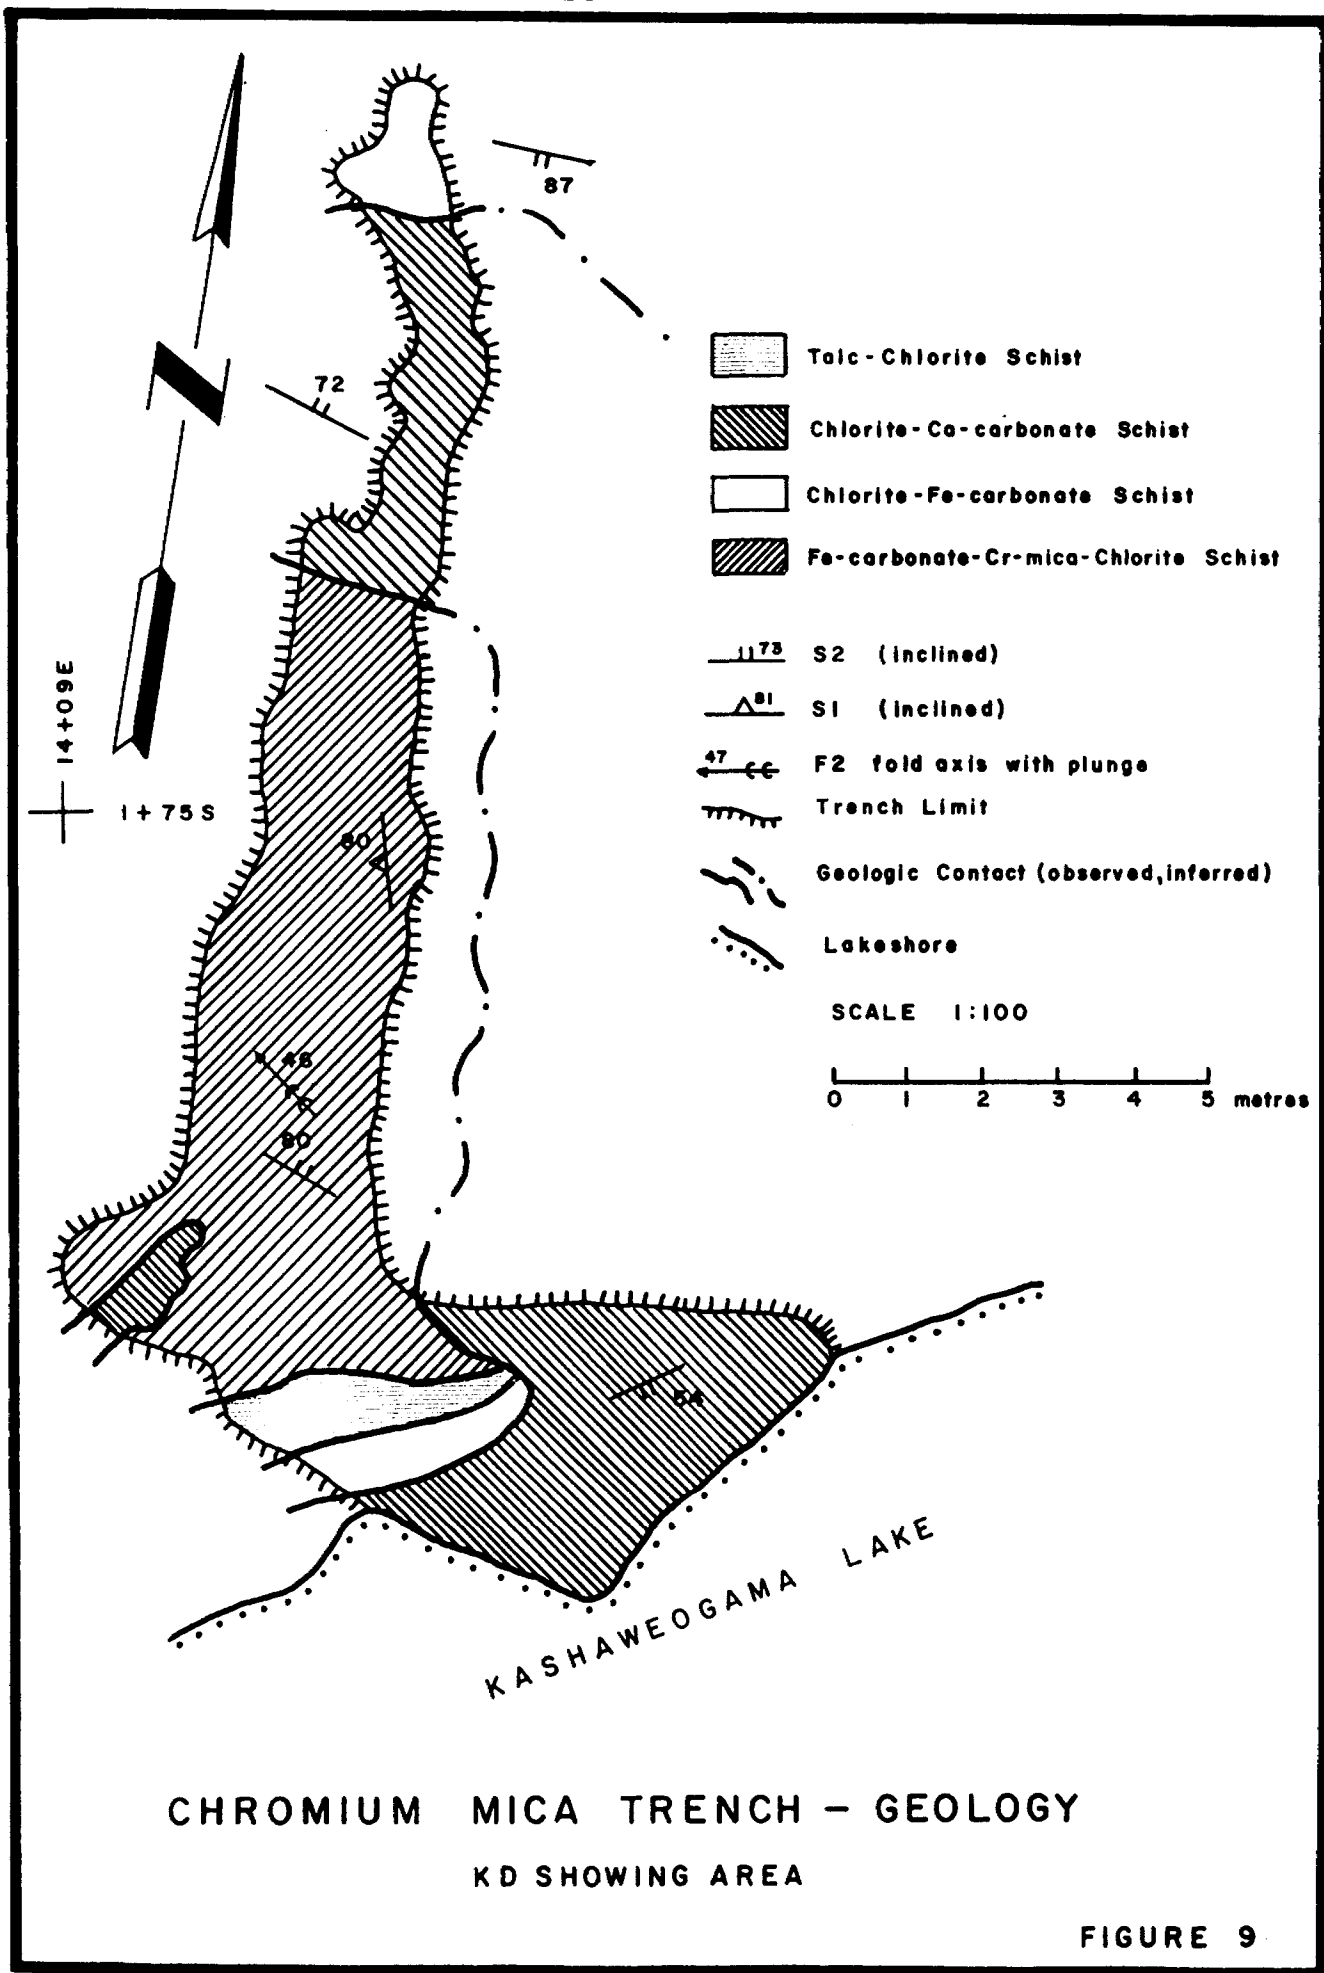 87
72
Talc-Chlorite Schist
Chlorite-Ca-carbonate Schist
Chlorite-Fe-carbonate Schist
Fe-carbonate-Cr-mica-Chlorite Schist
73 S2 (inclined)
81 S1 (inclined)
47 F2 fold axis with plunge
Trench Limit
Geologic Contact (observed, inferred)
Lakeshore
SCALE 1:100
0 1 2 3 4 5 metres
N
14+09E
1+75S
80
46
80
54
KASHAWEOGAMA LAKE
CHROMIUM MICA TRENCH - GEOLOGY
KD SHOWING AREA
FIGURE 9